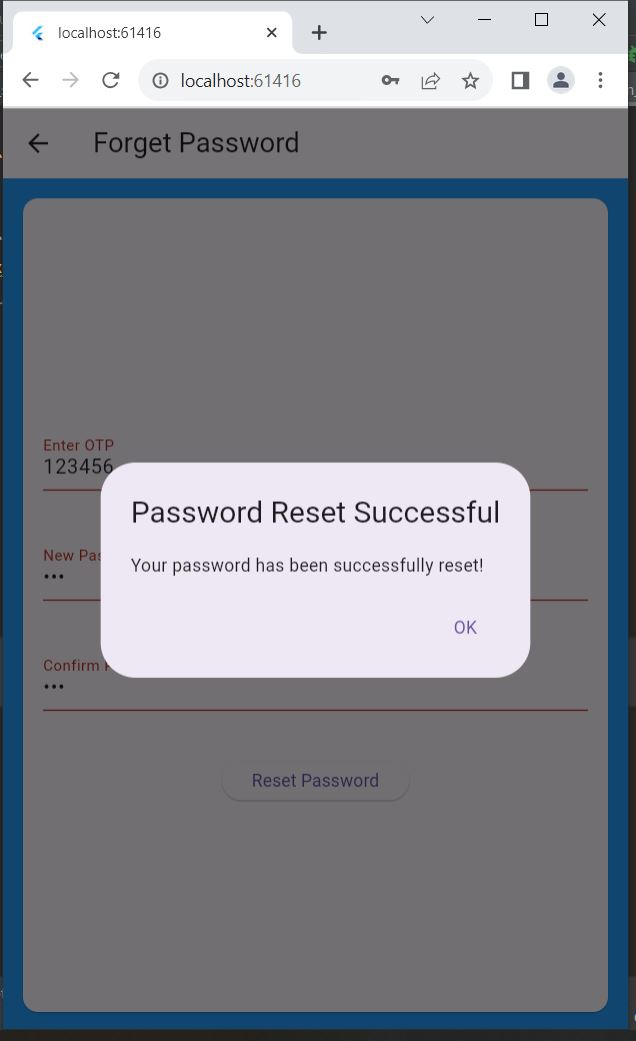 localhost:61416
localhost:61416
Forget Password
Enter OTP
123456
Password Reset Successful
New Pas
Your password has been successfully reset!
OK
Confirm
Reset Password